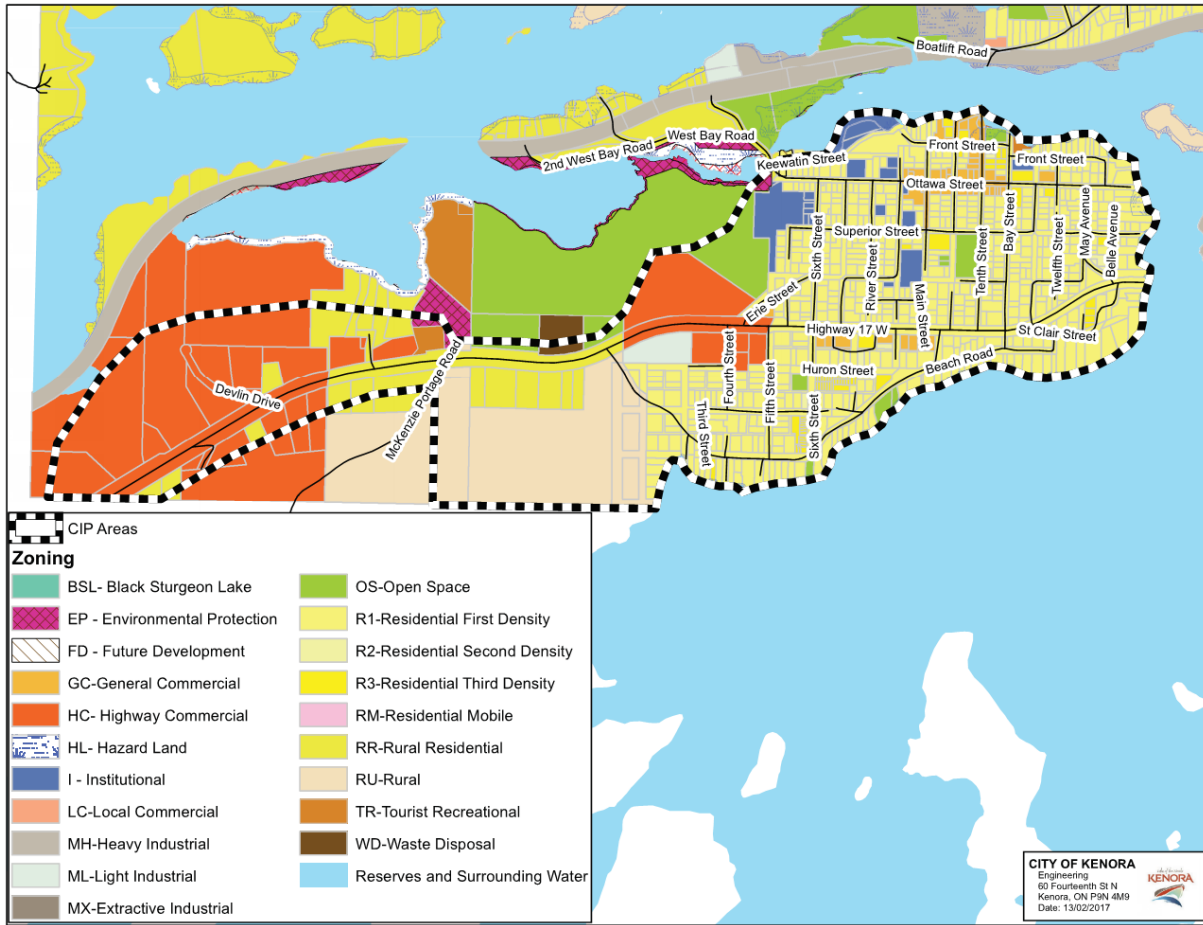 Boatlift Road
West Bay Road
2nd West Bay Road
Keewatin Street
Front Street
Front Street
Ottawa Street
Superior Street
Sixth Street
River Street
Main Street
Tenth Street
Bay Street
Twelfth Street
May Avenue
Belle Avenue
Erie Street
Highway 17 W
St Clair Street
Beach Road
Huron Street
Fourth Street
Fifth Street
Third Street
Sixth Street
Devlin Drive
McKenzie Portage Road
CIP Areas
Zoning
BSL- Black Sturgeon Lake
EP - Environmental Protection
FD - Future Development
GC-General Commercial
HC- Highway Commercial
HL- Hazard Land
I - Institutional
LC-Local Commercial
MH-Heavy Industrial
ML-Light Industrial
MX-Extractive Industrial
OS-Open Space
R1-Residential First Density
R2-Residential Second Density
R3-Residential Third Density
RM-Residential Mobile
RR-Rural Residential
RU-Rural
TR-Tourist Recreational
WD-Waste Disposal
Reserves and Surrounding Water
CITY OF KENORA
Engineering
60 Fourteenth St N
Kenora, ON P9N 4M9
Date: 13/02/2017
KENORA